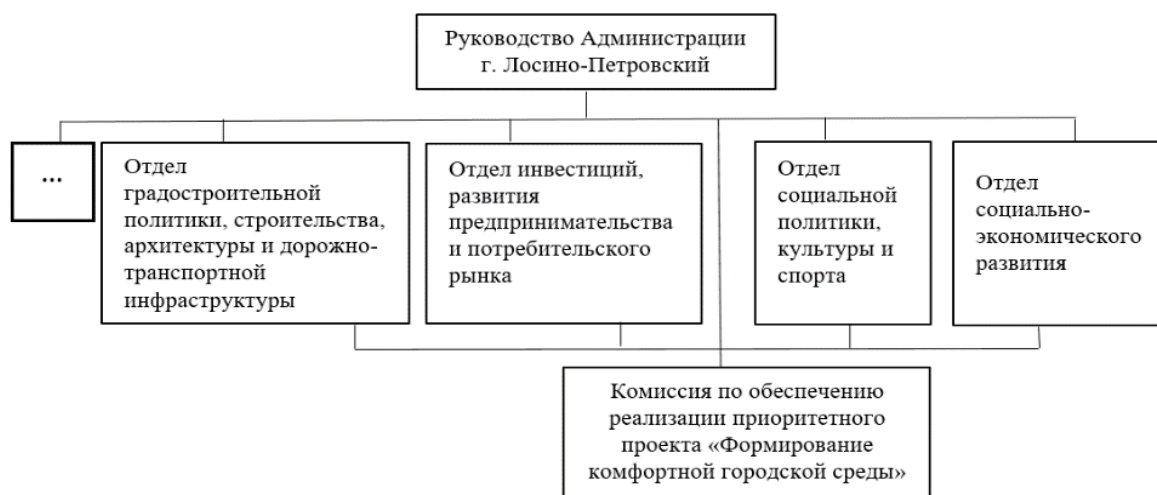 Руководство Администрации
г. Лосино-Петровский
...
Отдел
градостроительной
политики, строительства,
архитектуры и дорожно-
транспортной
инфраструктуры
Отдел инвестиций,
развития
предпринимательства
и потребительского
рынка
Отдел
социальной
политики,
культуры и
спорта
Отдел
социально-
экономического
развития
Комиссия по обеспечению
реализации приоритетного
проекта «Формирование
комфортной городской среды»